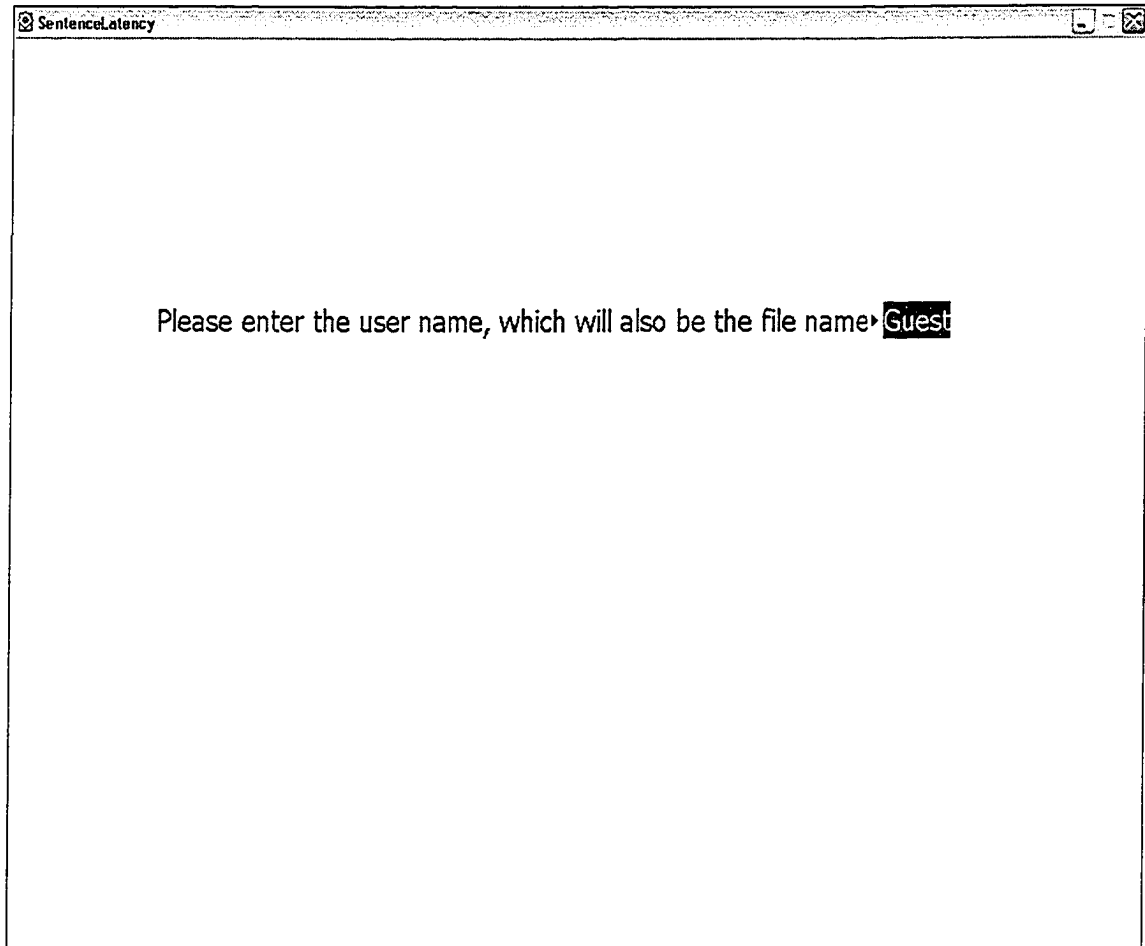 SentenceLatency
Please enter the user name, which will also be the file name▸ Guest